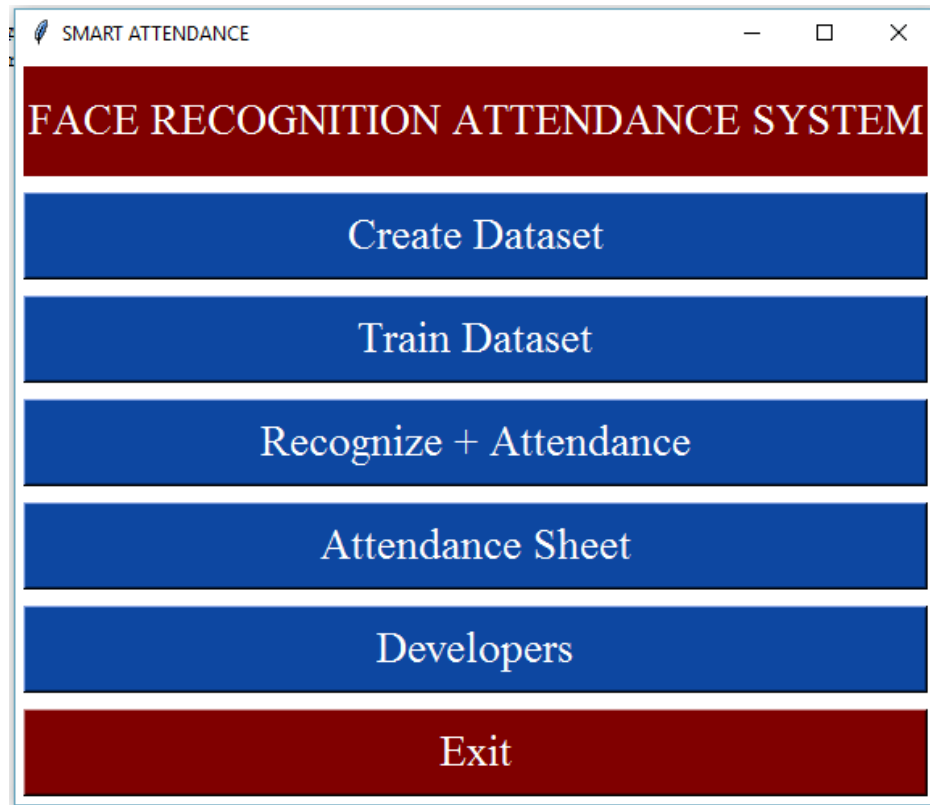 SMART ATTENDANCE
FACE RECOGNITION ATTENDANCE SYSTEM
Create Dataset
Train Dataset
Recognize + Attendance
Attendance Sheet
Developers
Exit